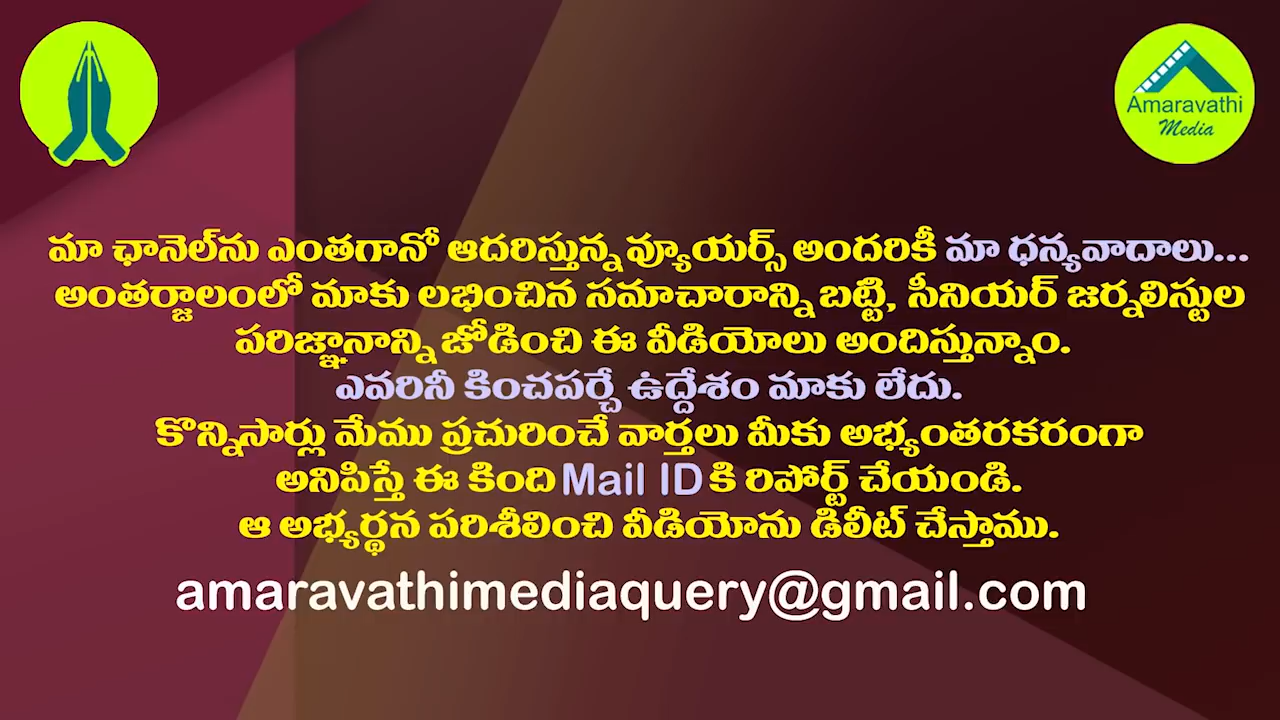 Amaravathi
Media
మా ఛానెల్‌ను ఎంతగానో ఆదరిస్తున్న వ్యూయర్స్ అందరికీ మా ధన్యవాదాలు...
అంతర్జాలంలో మాకు లభించిన సమాచారాన్ని బట్టి, సీనియర్ జర్నలిస్టుల
పరిజ్ఞానాన్ని జోడించి ఈ వీడియోలు అందిస్తున్నాం.
ఎవరినీ కించపర్చే ఉద్దేశం మాకు లేదు.
కొన్నిసార్లు మేము ప్రచురించే వార్తలు మీకు అభ్యంతరకరంగా
అనిపిస్తే ఈ కింది Mail ID కి రిపోర్ట్ చేయండి.
ఆ అభ్యర్థన పరిశీలించి వీడియోను డిలీట్ చేస్తాము.
amaravathimediaquery@gmail.com